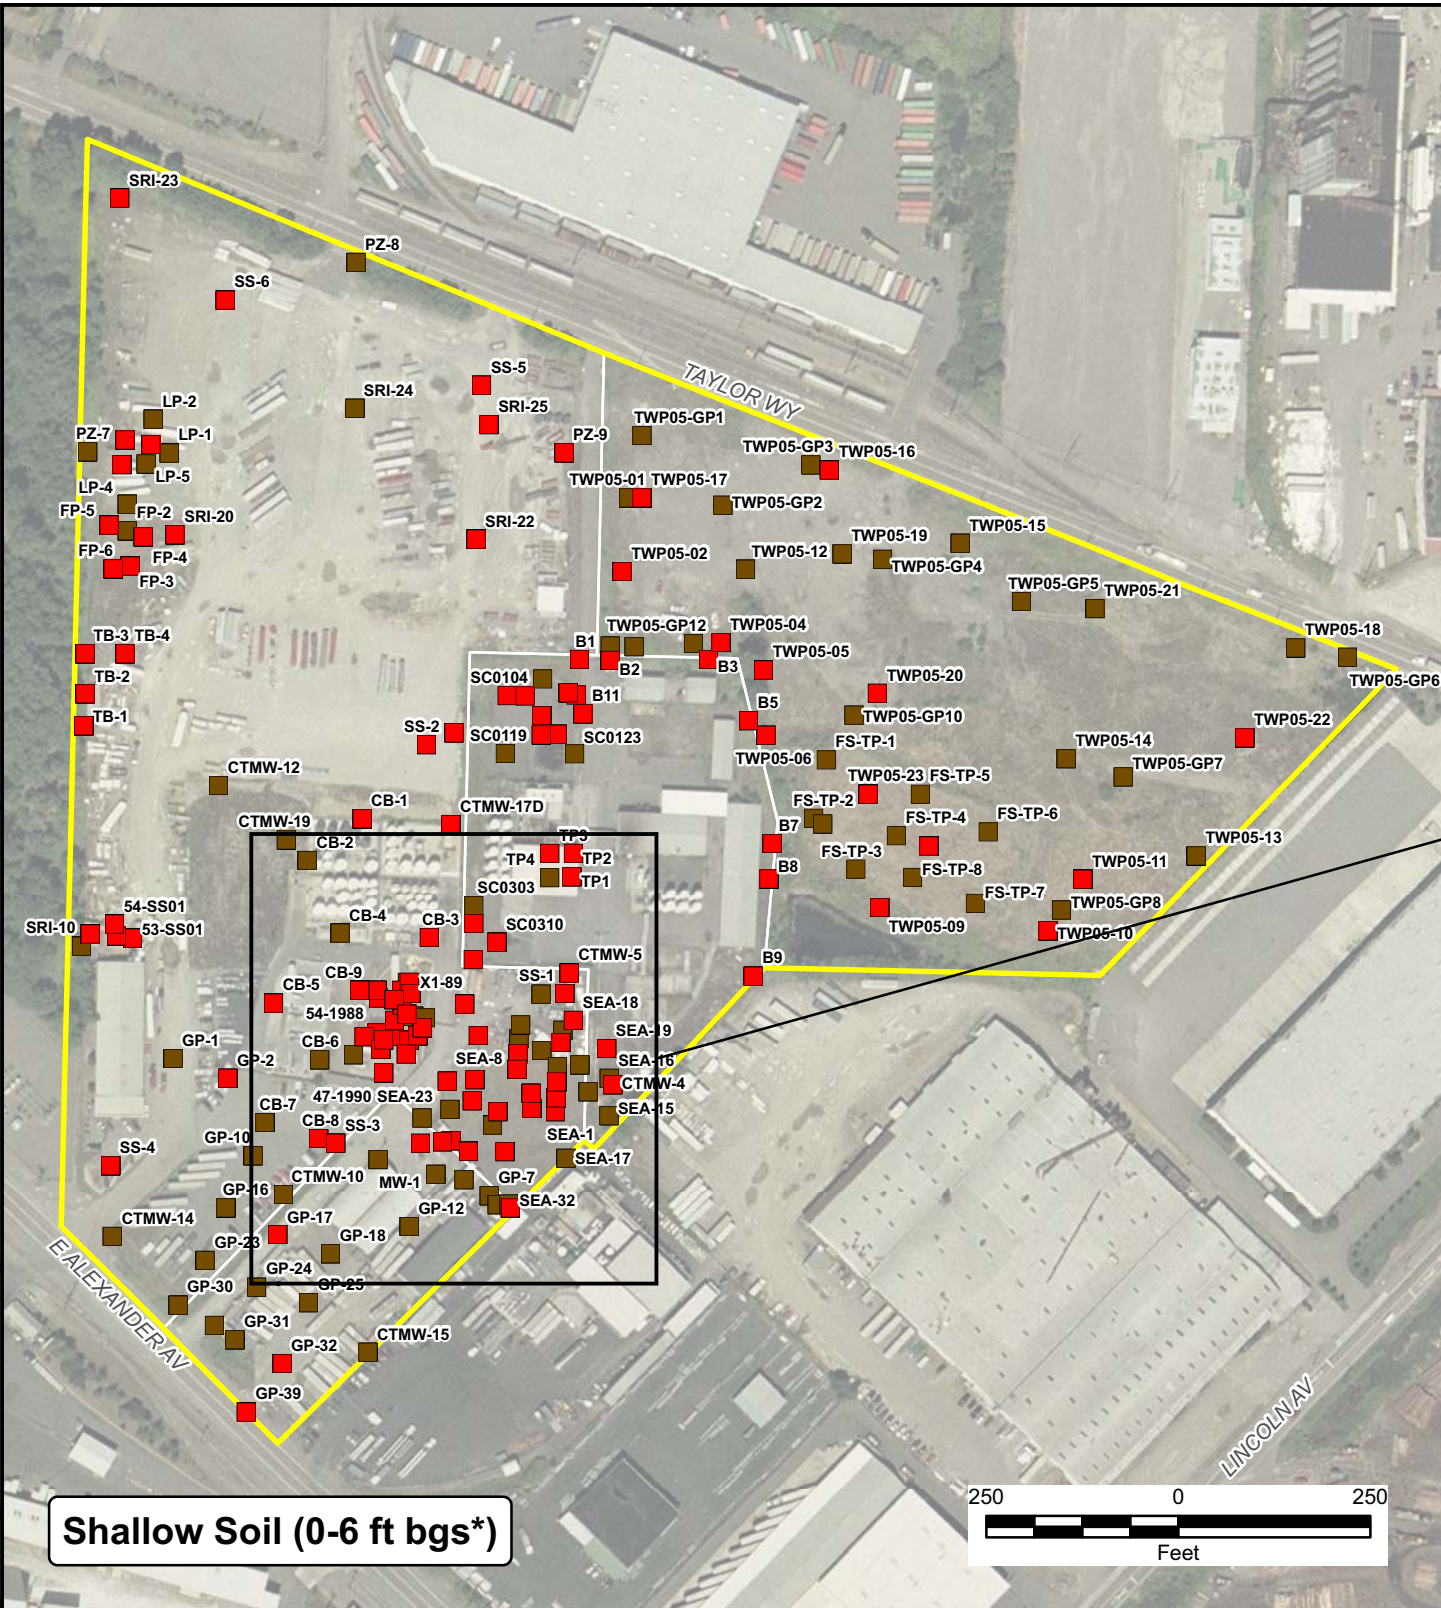 SRI-23
PZ-8
SS-6
SS-5
SRI-24
SRI-25
TAYLOR WY
LP-2
TWP05-GP1
PZ-7
LP-1
PZ-9
TWP05-GP3
TWP05-16
LP-5
LP-4
TWP05-01
TWP05-17
TWP05-GP2
FP-5
FP-2
SRI-20
SRI-22
TWP05-19
TWP05-15
FP-6
FP-4
TWP05-02
TWP05-12
TWP05-GP4
FP-3
TWP05-GP5
TWP05-21
TB-3
TB-4
TWP05-GP12
TWP05-04
TWP05-18
B1
B2
B3
TWP05-05
TB-2
SC0104
TWP05-GP6
B11
TWP05-20
TB-1
SS-2
B5
TWP05-GP10
TWP05-22
SC0119
SC0123
TWP05-06
FS-TP-1
TWP05-14
CTMW-12
TWP05-GP7
TWP05-23
FS-TP-5
CB-1
CTMW-17D
FS-TP-2
FS-TP-6
CTMW-19
CB-2
TP3
B7
FS-TP-4
TWP05-13
TP4
TP2
TP1
B8
FS-TP-3
FS-TP-8
TWP05-11
SC0303
FS-TP-7
54-SS01
CB-4
CB-3
SC0310
TWP05-GP8
SRI-10
53-SS01
TWP05-09
TWP05-10
CTMW-5
B9
CB-9
X1-89
SS-1
CB-5
54-1988
SEA-18
GP-1
CB-6
SEA-8
SEA-19
SEA-16
GP-2
CTMW-4
47-1990
SEA-23
SEA-15
CB-7
CB-8
SS-3
SEA-1
GP-10
SS-4
SEA-17
CTMW-10
MW-1
GP-7
GP-16
SEA-32
GP-12
CTMW-14
GP-17
GP-18
GP-23
E ALEXANDER AV
GP-24
GP-30
GP-25
GP-31
GP-32
CTMW-15
GP-39
LINCOLN AV
250 0 250
Feet
Shallow Soil (0-6 ft bgs*)